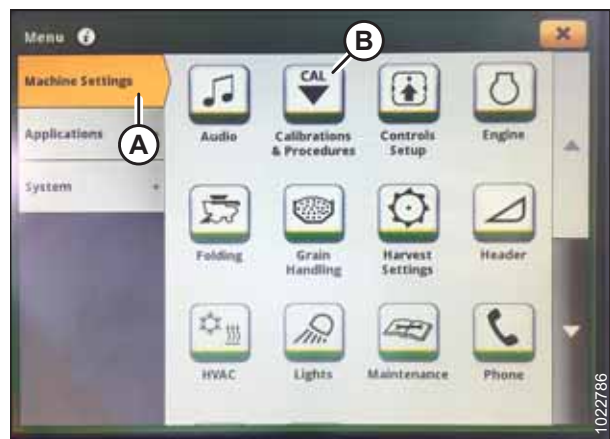 Menu i
B
Machine Settings
A
Applications
System
CAL
Audio
Calibrations
& Procedures
Controls
Setup
Engine
Folding
Grain
Handling
Harvest
Settings
Header
HVAC
Lights
Maintenance
Phone
1022786